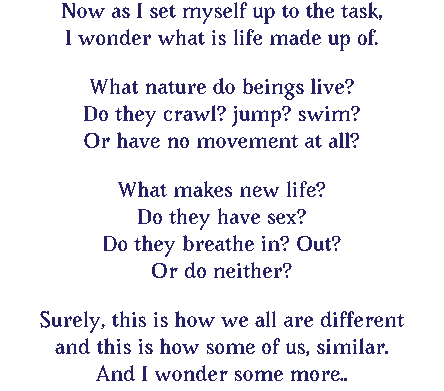 Now as I set myself up to the task,
I wonder what is life made up of.
What nature do beings live?
Do they crawl? jump? swim?
Or have no movement at all?
What makes new life?
Do they have sex?
Do they breathe in? Out?
Or do neither?
Surely, this is how we all are different
and this is how some of us, similar.
And I wonder some more..